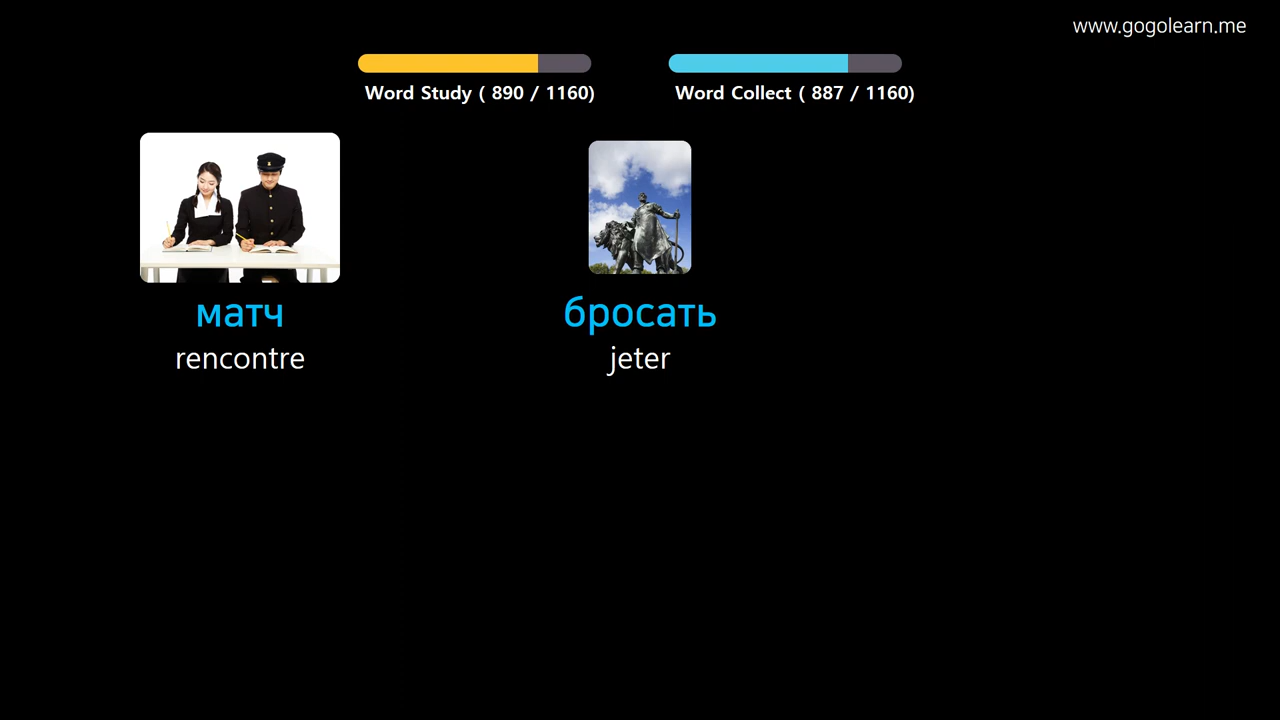 www.gogolearn.me
Word Study ( 890 / 1160)
Word Collect ( 887 / 1160)
матч
rencontre
бросать
jeter